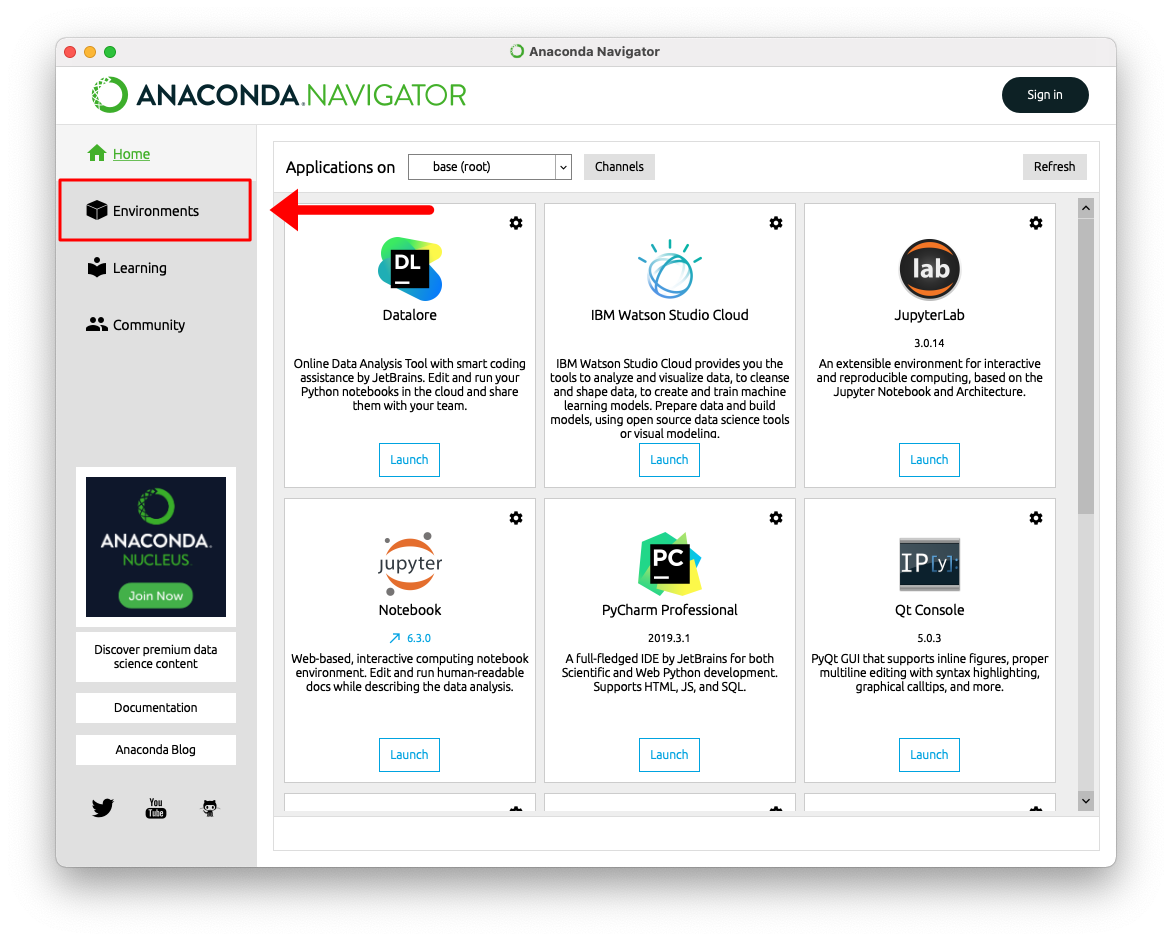 Anaconda Navigator
ANACONDA.NAVIGATOR
Sign in
Home
Environments
Learning
Community
ANACONDA.
NUCLEUS
Join Now
Discover premium data
science content
Documentation
Anaconda Blog
You
Tube
Applications on
base (root)
Channels
Refresh
DL
Datalore
Online Data Analysis Tool with smart coding
assistance by JetBrains. Edit and run your
Python notebooks in the cloud and share
them with your team.
Launch
IBM Watson Studio Cloud
IBM Watson Studio Cloud provides you the
tools to analyze and visualize data, to cleanse
and shape data, to create and train machine
learning models. Prepare data and build
models, using open source data science tools
or visual modeling.
Launch
lab
JupyterLab
3.0.14
An extensible environment for interactive
and reproducible computing, based on the
Jupyter Notebook and Architecture.
Launch
jupyter
Notebook
6.3.0
Web-based, interactive computing notebook
environment. Edit and run human-readable
docs while describing the data analysis.
Launch
PC
PyCharm Professional
2019.3.1
A full-fledged IDE by JetBrains for both
Scientific and Web Python development.
Supports HTML, JS, and SQL.
Launch
IP[y]:
Qt Console
5.0.3
PyQt GUI that supports inline figures, proper
multiline editing with syntax highlighting,
graphical calltips, and more.
Launch